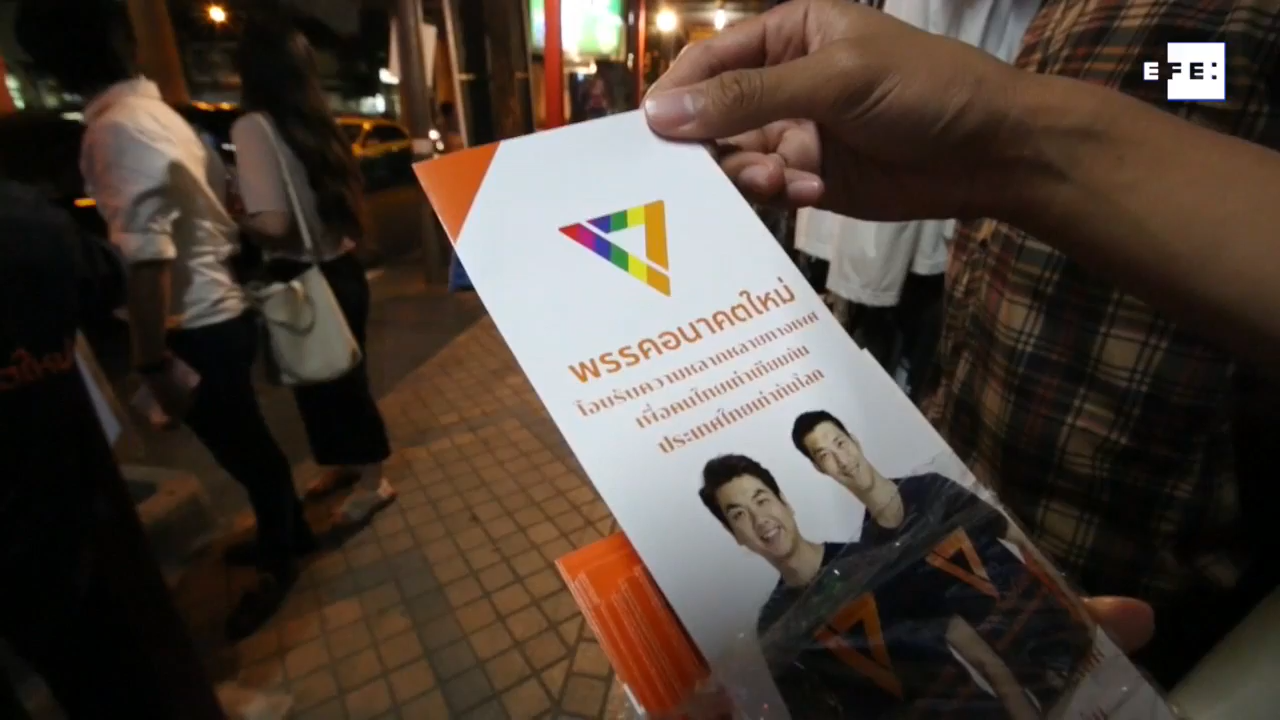 EFE:
พรรคอนาคตใหม่
โอบรับความหลากหลายทางเพศ
เพื่อคนไทยเท่าเทียมกัน
ประเทศไทยเท่าทันโลก